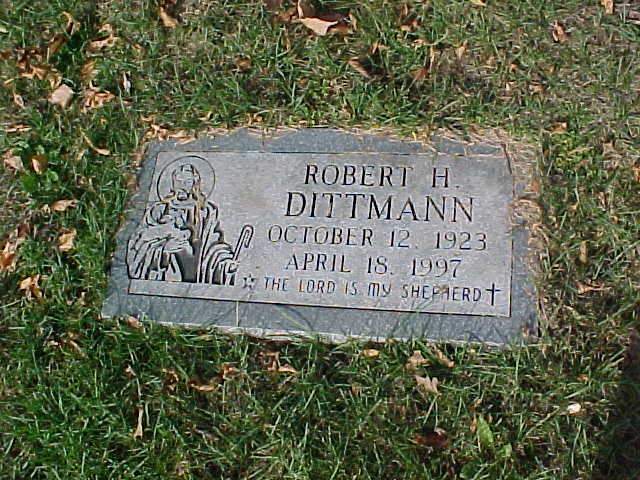 ROBERT H.
DITTMANN
OCTOBER 12, 1923
APRIL 18, 1997
THE LORD IS MY SHEPHERD